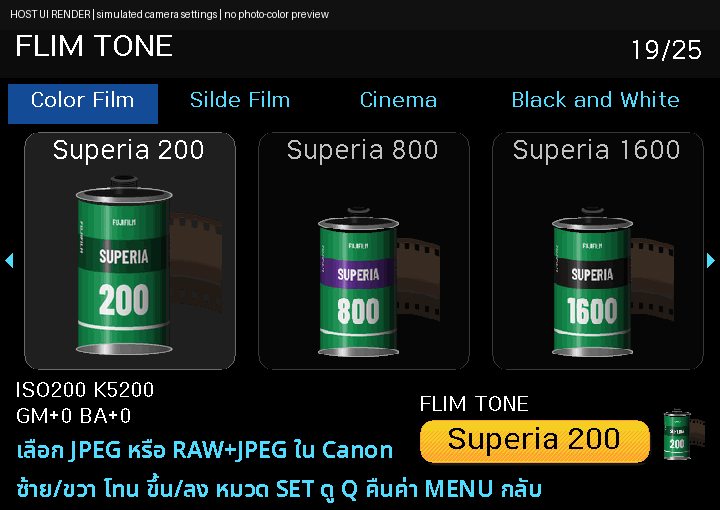 HOST UI RENDER | simulated camera settings | no photo-color preview
FLIM TONE
19/25
Color Film
Silde Film
Cinema
Black and White
Superia 200
Superia 800
Superia 1600
FUJIFILM
FUJIFILM
SUPERIA
200
FUJIFILM
SUPERIA
800
FUJIFILM
SUPERIA
1600
ISO200 K5200
GM+0 BA+0
FLIM TONE
Superia 200
SUPERIA
200
เลือก JPEG หรือ RAW+JPEG ใน Canon
ซ้าย/ขวา โทน ขึ้น/ลง หมวด SET ดู Q คืนค่า MENU กลับ